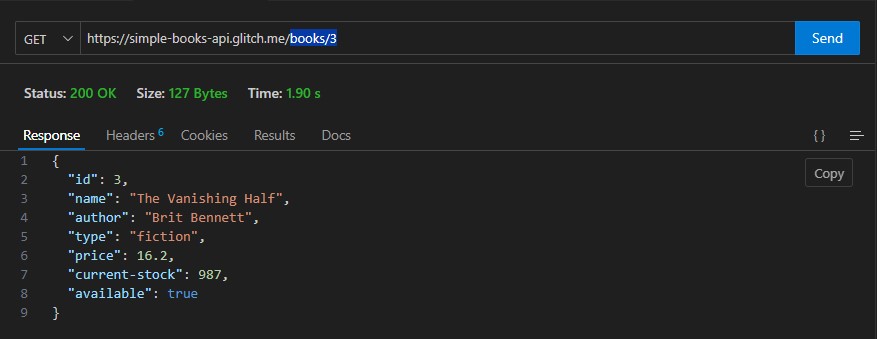 GET https://simple-books-api.glitch.me/books/3 Send
Status: 200 OK Size: 127 Bytes Time: 1.90 s
Response Headers 6 Cookies Results Docs { }
Copy
1 {
2 "id": 3,
3 "name": "The Vanishing Half",
4 "author": "Brit Bennett",
5 "type": "fiction",
6 "price": 16.2,
7 "current-stock": 987,
8 "available": true
9 }